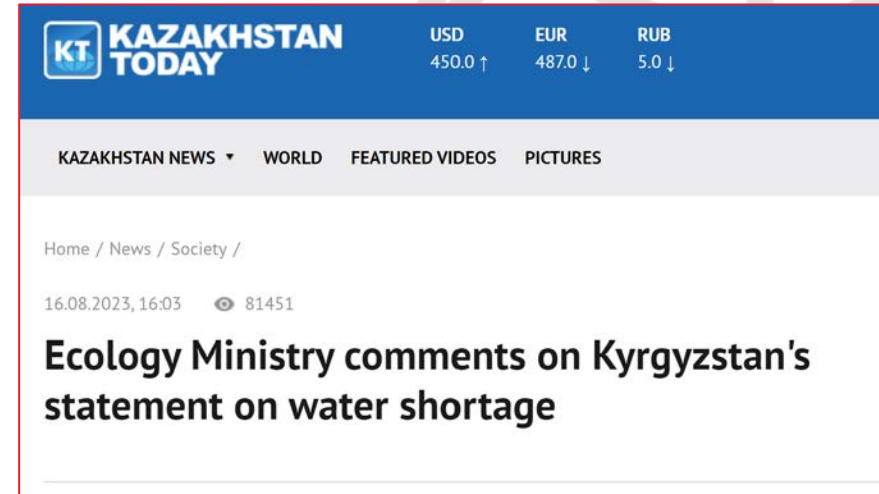 KT KAZAKHSTAN TODAY
USD EUR RUB
450.0 ↑ 487.0 ↓ 5.0 ↓
KAZAKHSTAN NEWS ▼ WORLD FEATURED VIDEOS PICTURES
Home / News / Society /
16.08.2023, 16:03 81451
Ecology Ministry comments on Kyrgyzstan's
statement on water shortage